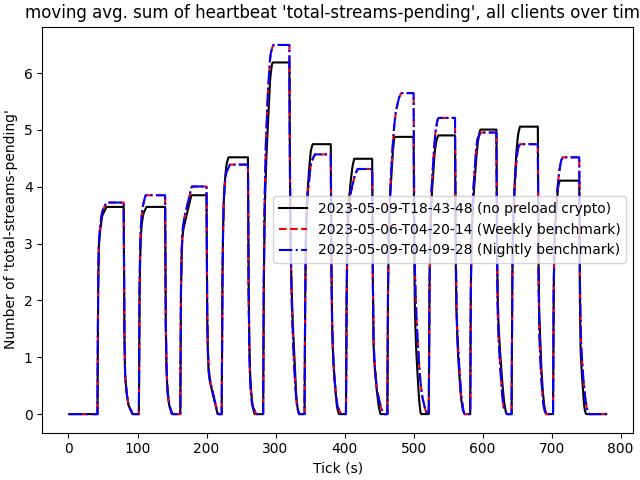 moving avg. sum of heartbeat 'total-streams-pending', all clients over tim
Number of 'total-streams-pending'
6
5
4
3
2
1
0
2023-05-09-T18-43-48 (no preload crypto)
2023-05-06-T04-20-14 (Weekly benchmark)
2023-05-09-T04-09-28 (Nightly benchmark)
0 100 200 300 400 500 600 700 800
Tick (s)